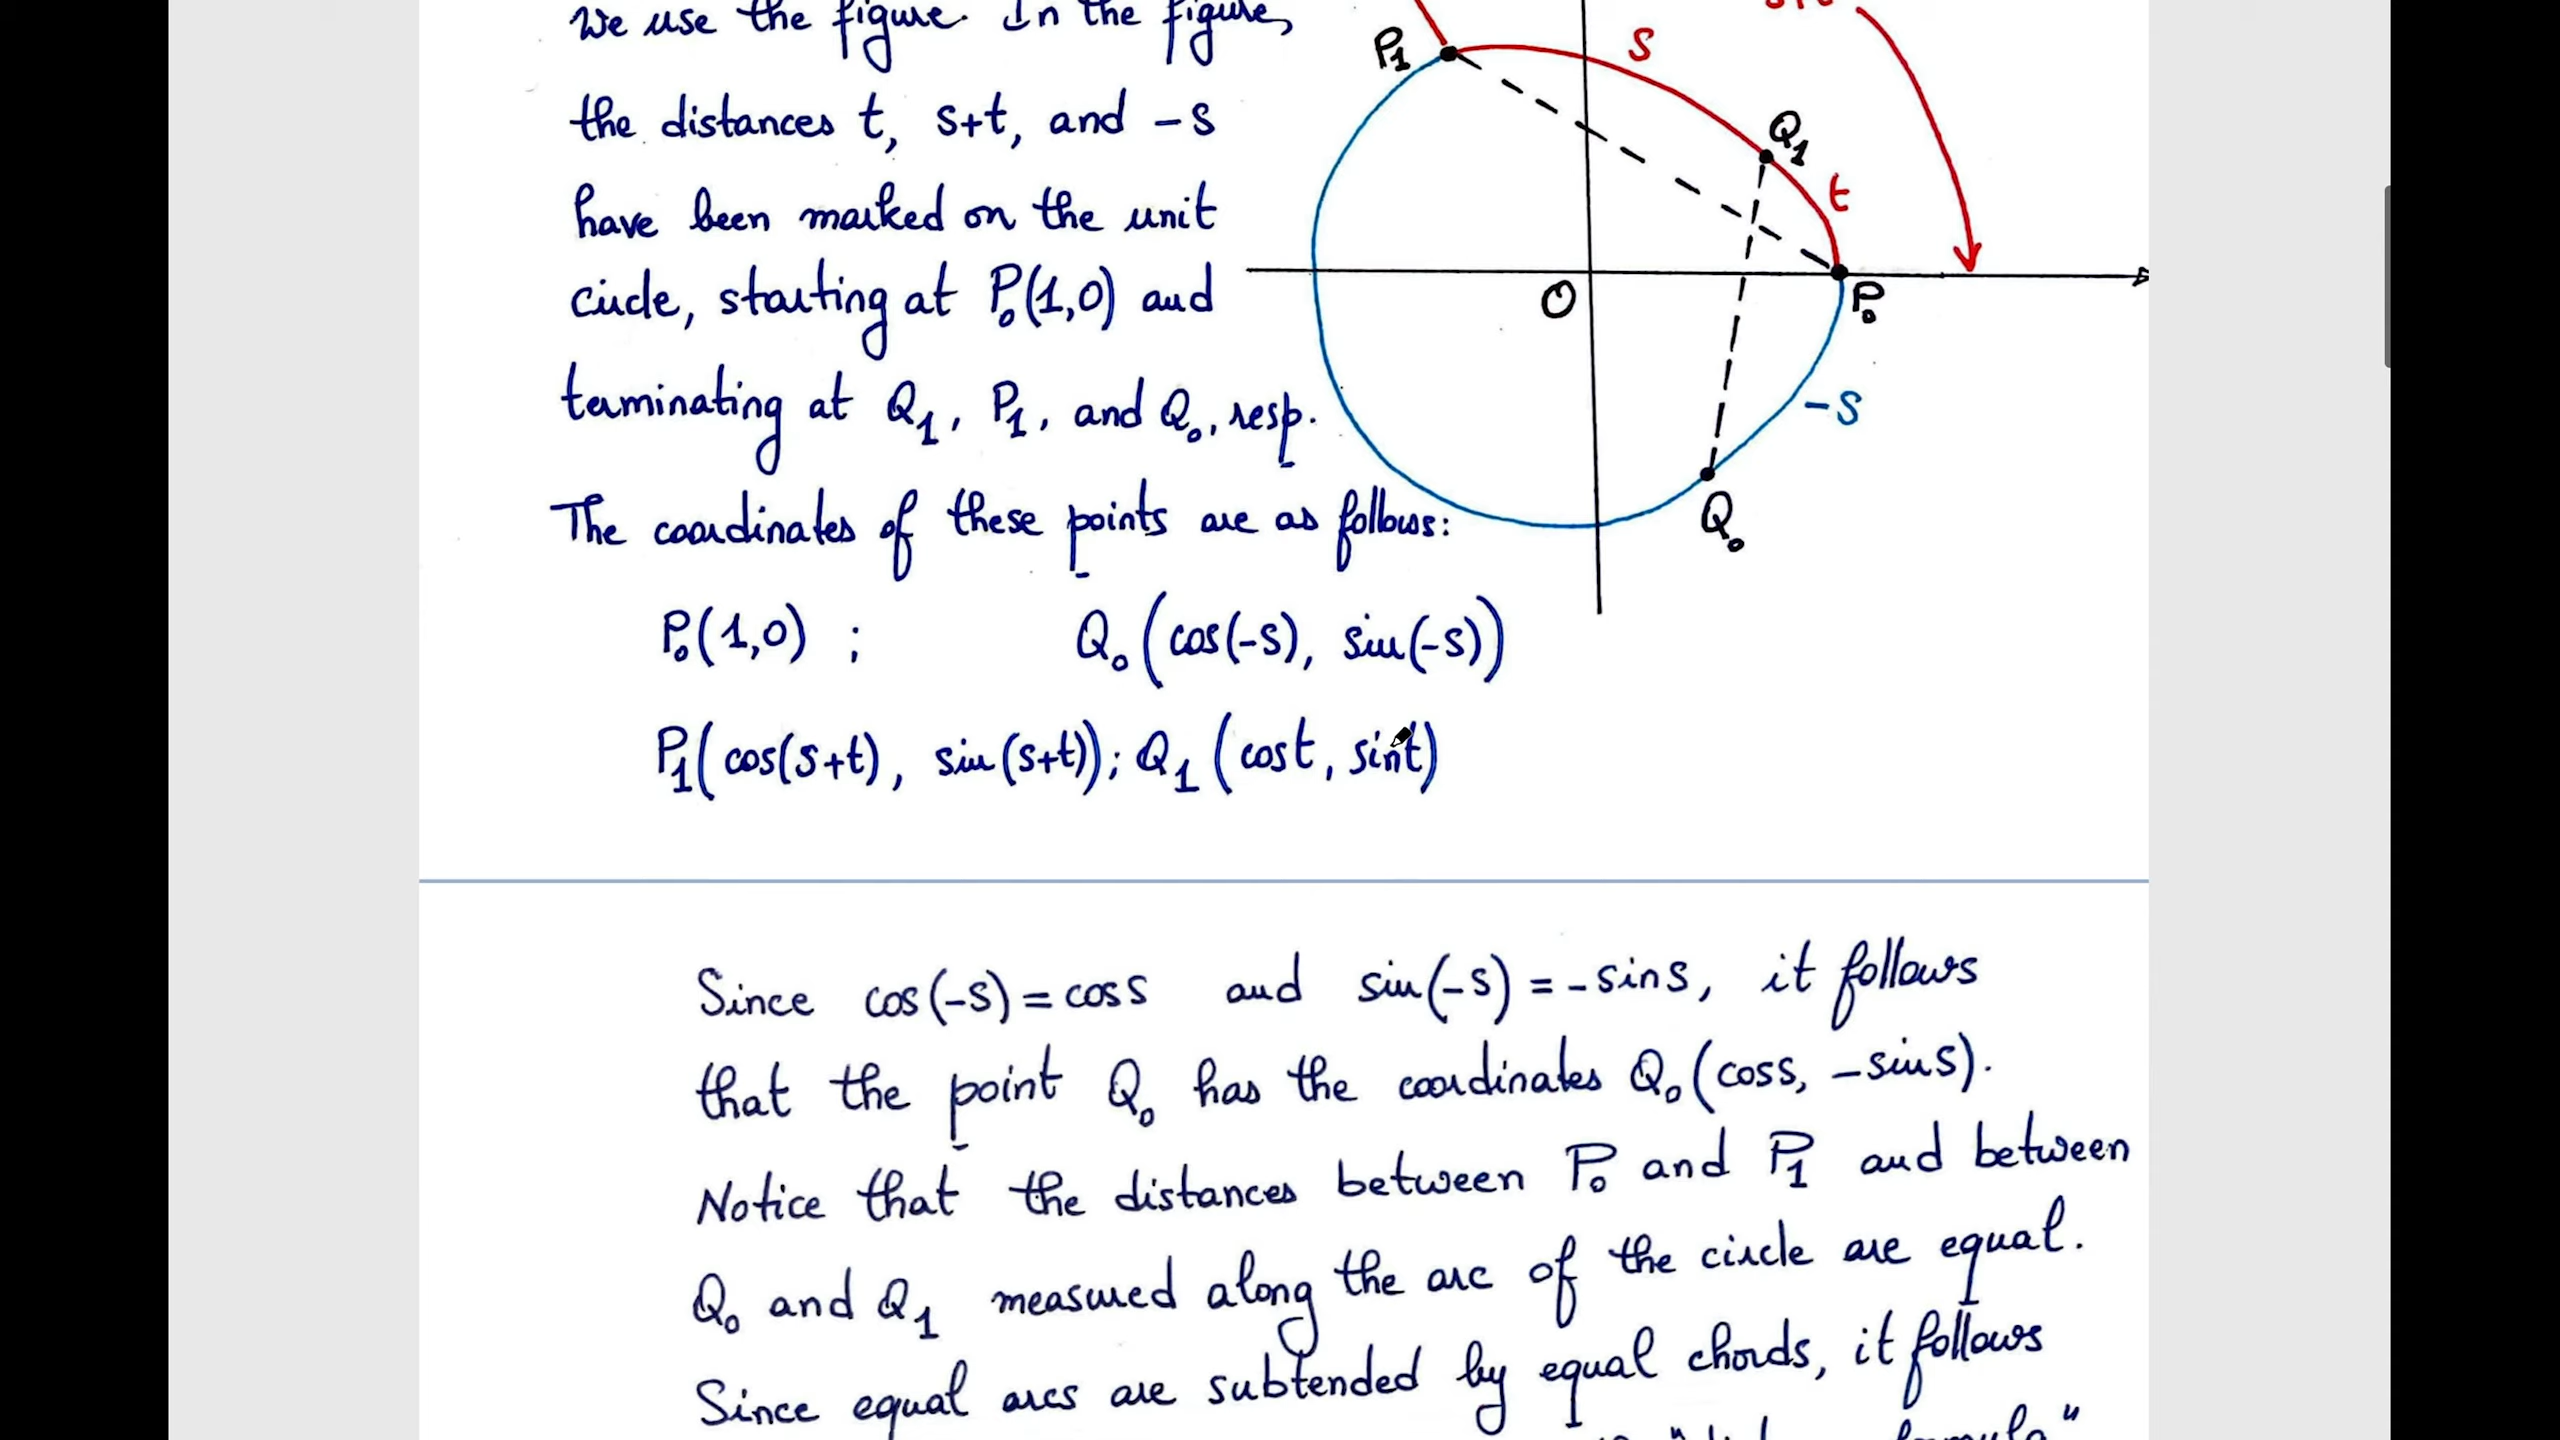 We use the figure. In the figure,
the distances t, s+t, and -s
have been marked on the unit
circle, starting at P₀(1,0) and
terminating at Q₁, P₁, and Q₀, resp.
The coordinates of these points are as follows:
P₀(1,0) ; Q₀(cos(-s), sin(-s))
P₁(cos(s+t), sin(s+t)); Q₁(cost, sint)
P₁
s
s+t
Q₁
t
O
P₀
-s
Q₀
Since cos(-s) = cos s and sin(-s) = - sin s, it follows
that the point Q₀ has the coordinates Q₀(cos s, -sin s).
Notice that the distances between P₀ and P₁ and between
Q₀ and Q₁ measured along the arc of the circle are equal.
Since equal arcs are subtended by equal chords, it follows
formula"